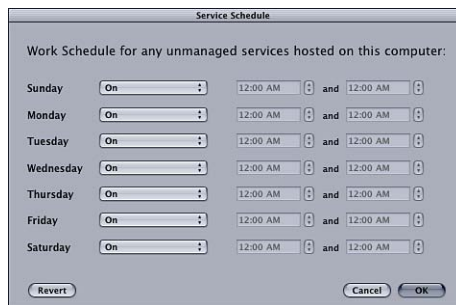 Service Schedule
Work Schedule for any unmanaged services hosted on this computer:
Sunday On 12:00 AM and 12:00 AM
Monday On 12:00 AM and 12:00 AM
Tuesday On 12:00 AM and 12:00 AM
Wednesday On 12:00 AM and 12:00 AM
Thursday On 12:00 AM and 12:00 AM
Friday On 12:00 AM and 12:00 AM
Saturday On 12:00 AM and 12:00 AM
Revert Cancel OK